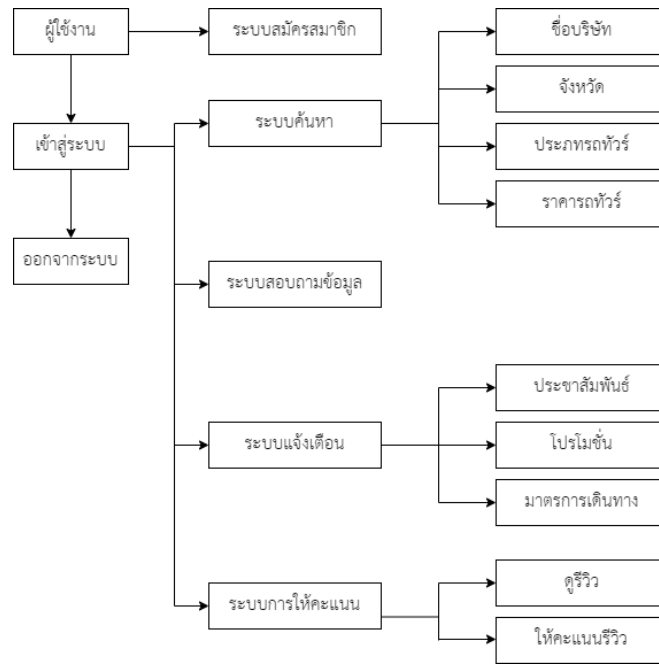 ผู้ใช้งาน
ระบบสมัครสมาชิก
ชื่อบริษัท
จังหวัด
เข้าสู่ระบบ
ระบบค้นหา
ประภทรถทัวร์
ราคารถทัวร์
ออกจากระบบ
ระบบสอบถามข้อมูล
ประชาสัมพันธ์
ระบบแจ้งเตือน
โปรโมชั่น
มาตรการเดินทาง
ดูรีวิว
ระบบการให้คะแนน
ให้คะแนนรีวิว